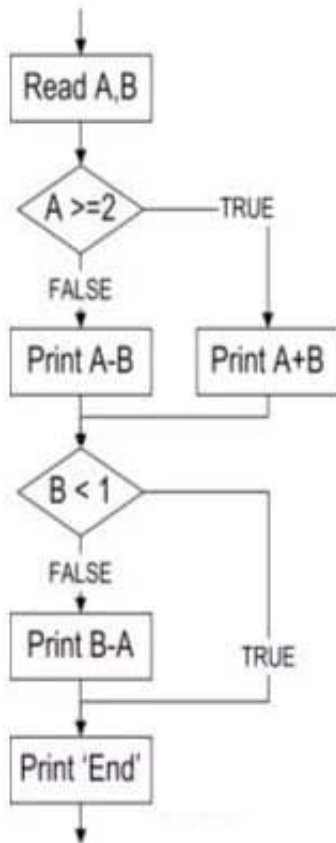 Read A,B
A >=2
TRUE
FALSE
Print A-B
Print A+B
B < 1
FALSE
Print B-A
TRUE
Print ‘End’